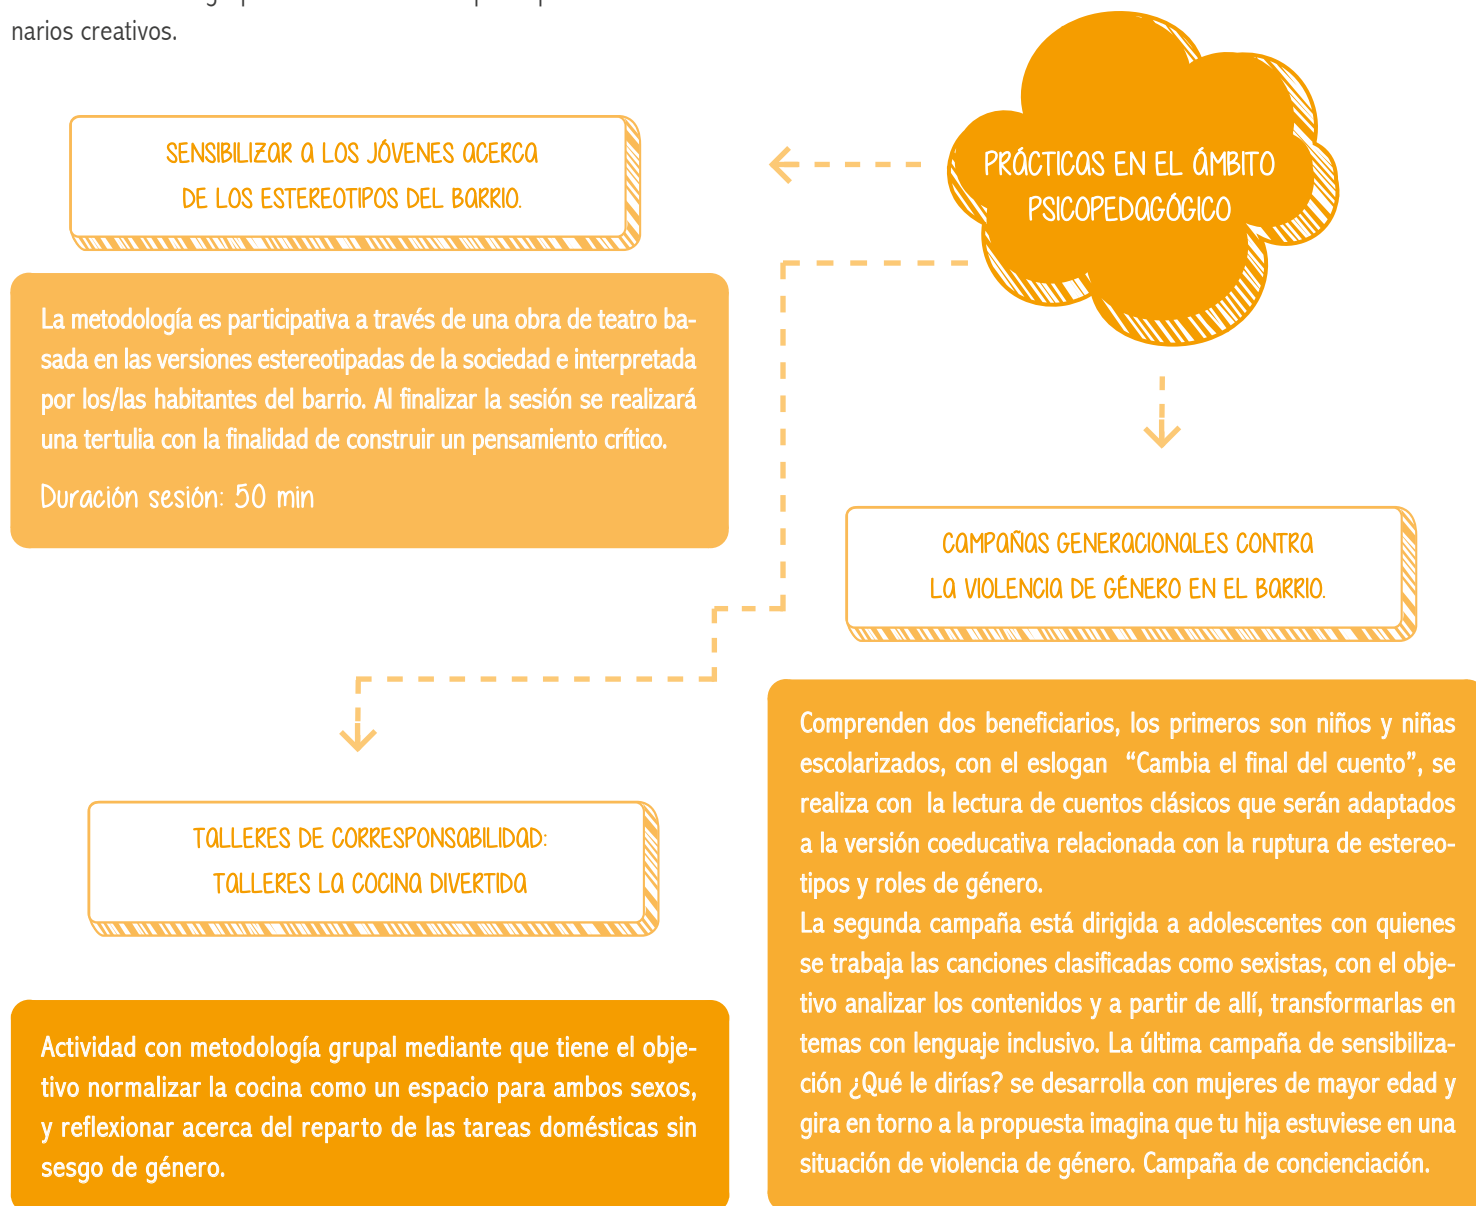 narios creativos.
PRÁCTICAS EN EL ÁMBITO
PSICOPEDAGÓGICO
SENSIBILIZAR A LOS JÓVENES ACERCA
DE LOS ESTEREOTIPOS DEL BARRIO.
La metodología es participativa a través de una obra de teatro ba-
sada en las versiones estereotipadas de la sociedad e interpretada
por los/las habitantes del barrio. Al finalizar la sesión se realizará
una tertulia con la finalidad de construir un pensamiento crítico.
Duración sesión: 50 min
CAMPAÑAS GENERACIONALES CONTRA
LA VIOLENCIA DE GÉNERO EN EL BARRIO.
Comprenden dos beneficiarios, los primeros son niños y niñas
escolarizados, con el eslogan “Cambia el final del cuento”, se
realiza con la lectura de cuentos clásicos que serán adaptados
a la versión coeducativa relacionada con la ruptura de estereo-
tipos y roles de género.
La segunda campaña está dirigida a adolescentes con quienes
se trabaja las canciones clasificadas como sexistas, con el obje-
tivo analizar los contenidos y a partir de allí, transformarlas en
temas con lenguaje inclusivo. La última campaña de sensibiliza-
ción ¿Qué le dirías? se desarrolla con mujeres de mayor edad y
gira en torno a la propuesta imagina que tu hija estuviese en una
situación de violencia de género. Campaña de concienciación.
TALLERES DE CORRESPONSABILIDAD:
TALLERES LA COCINA DIVERTIDA
Actividad con metodología grupal mediante que tiene el obje-
tivo normalizar la cocina como un espacio para ambos sexos,
y reflexionar acerca del reparto de las tareas domésticas sin
sesgo de género.